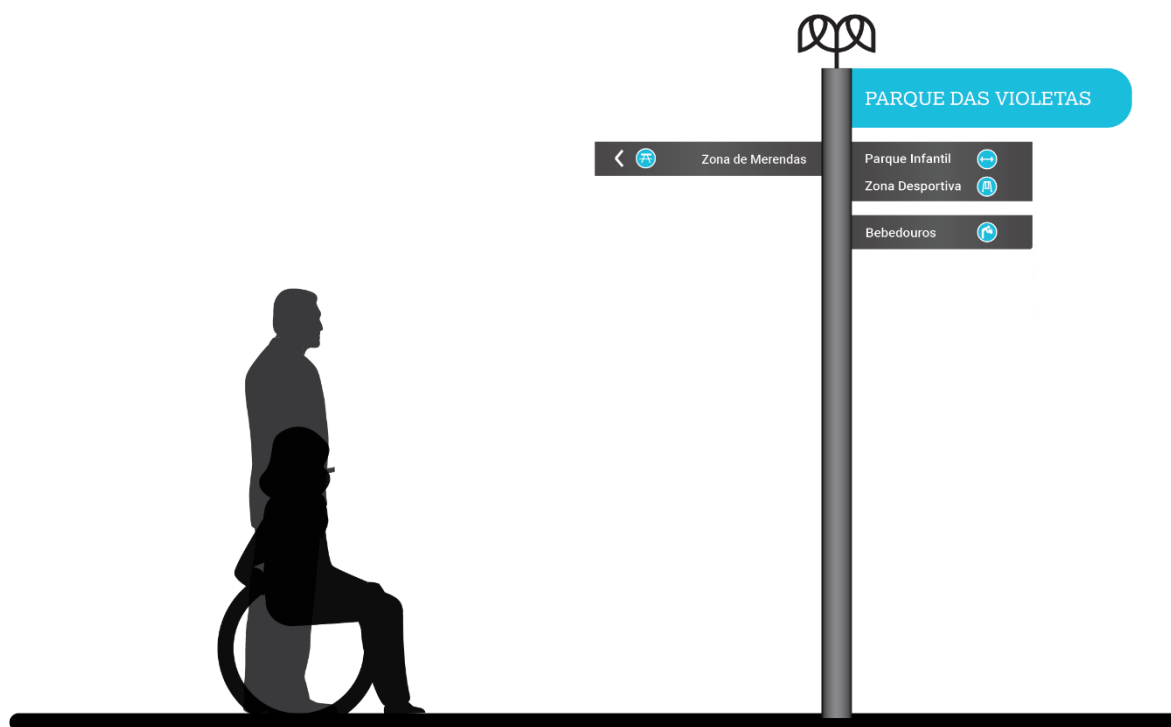 PARQUE DAS VIOLETAS
Zona de Merendas
Parque Infantil
Zona Desportiva
Bebedouros